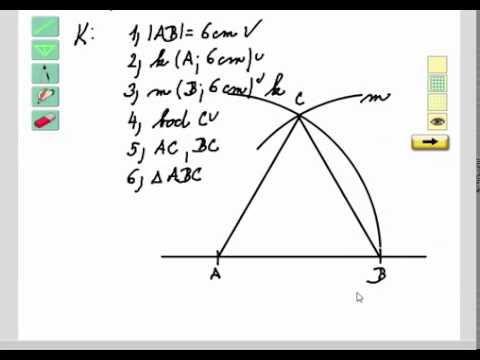 K: 1, |AB| = 6cm ✓
2, k (A; 6cm) ✓
3, m (B; 6cm) ✓ k
4, bod C ✓
5, AC, BC
6, △ ABC
C
m
A
B